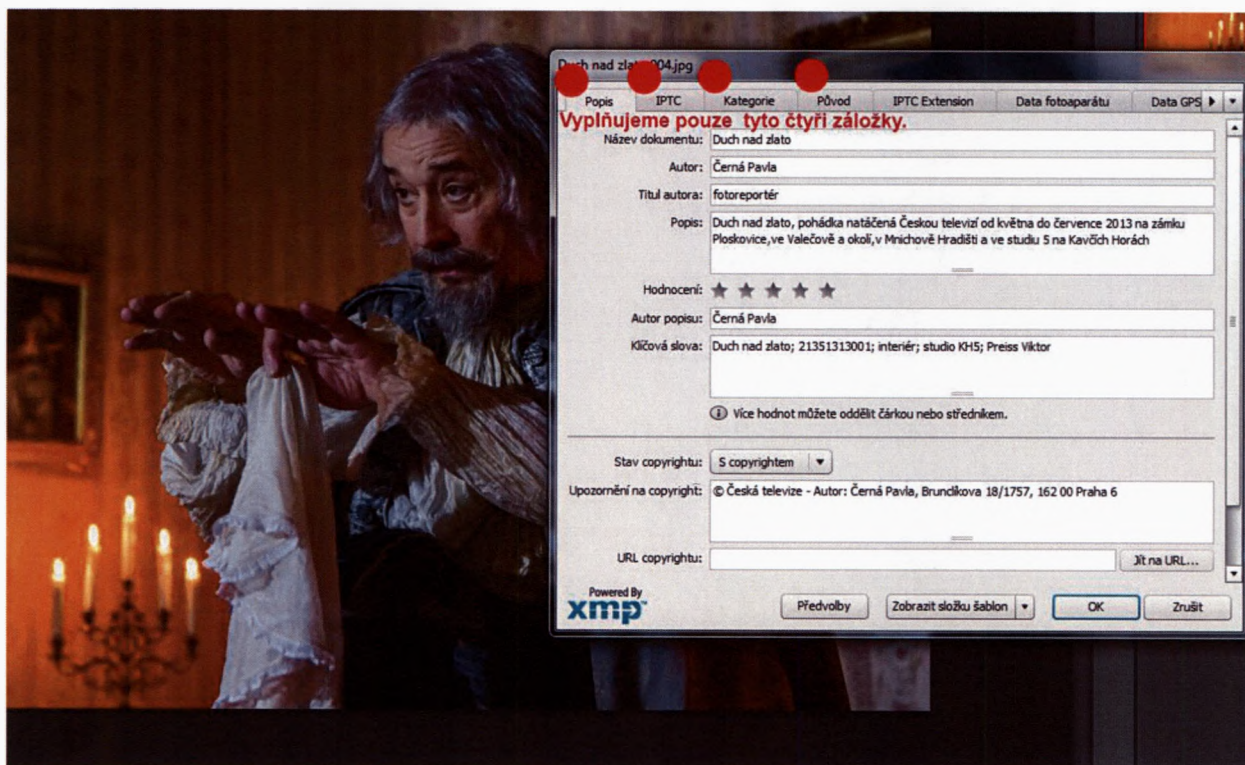 Duch nad zlato 004.jpg
Popis IPTC Kategorie Původ IPTC Extension Data fotoaparátu Data GPS
Vyplňujeme pouze tyto čtyři záložky.
Název dokumentu: Duch nad zlato
Autor: Černá Pavla
Titul autora: fotoreportér
Popis: Duch nad zlato, pohádka natáčená Českou televizí od května do července 2013 na zámku
Ploskovice,ve Valečově a okolí,v Mnichově Hradišti a ve studiu 5 na Kavčích Horách
Hodnocení:
Autor popisu: Černá Pavla
Klíčová slova: Duch nad zlato; 21351313001; interiér; studio KH5; Preiss Viktor
Více hodnot můžete oddělit čárkou nebo středníkem.
Stav copyrightu: S copyrightem
Upozornění na copyright: © Česká televize - Autor: Černá Pavla, Brunclíkova 18/1757, 162 00 Praha 6
URL copyrightu: Jít na URL...
Powered By
xmp™ Předvolby Zobrazit složku šablon OK Zrušit